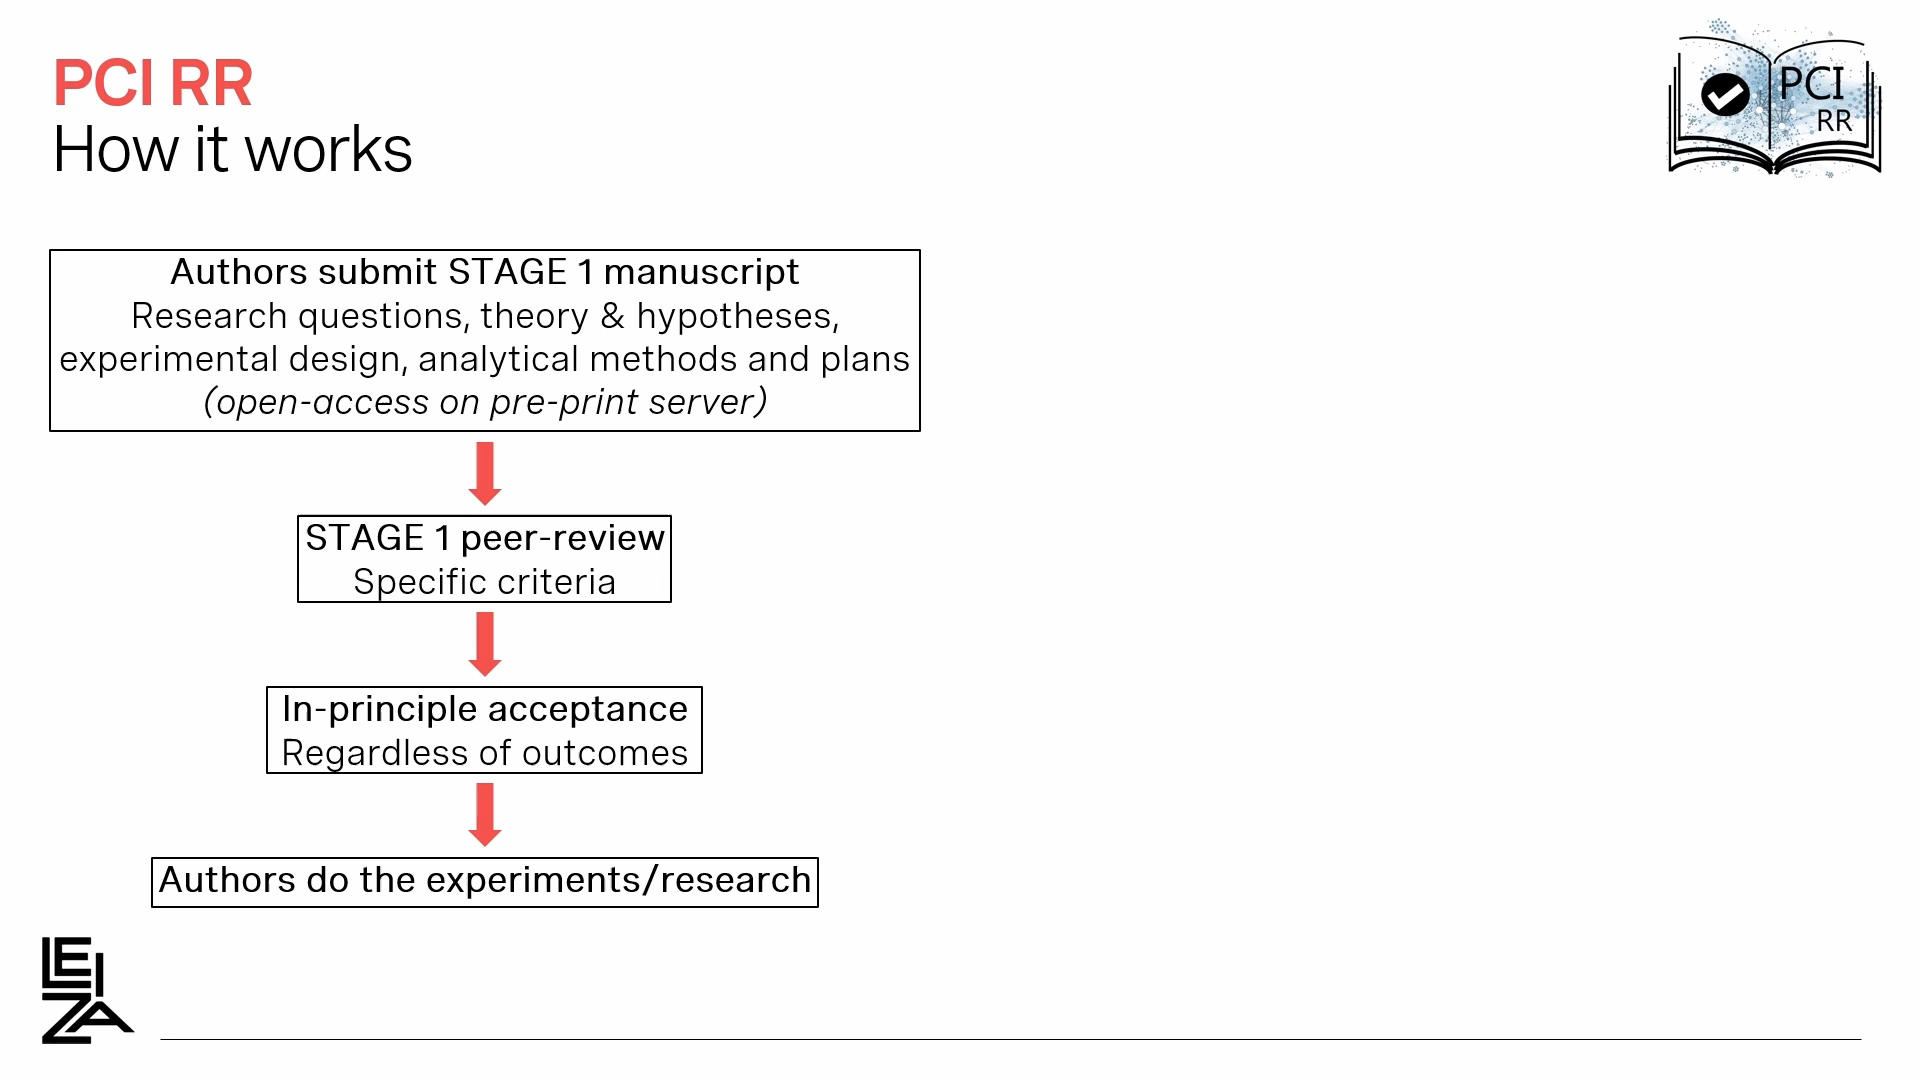 PCI RR
How it works
PCI
RR
Authors submit STAGE 1 manuscript
Research questions, theory & hypotheses,
experimental design, analytical methods and plans
(open-access on pre-print server)
STAGE 1 peer-review
Specific criteria
In-principle acceptance
Regardless of outcomes
Authors do the experiments/research
LEIZA